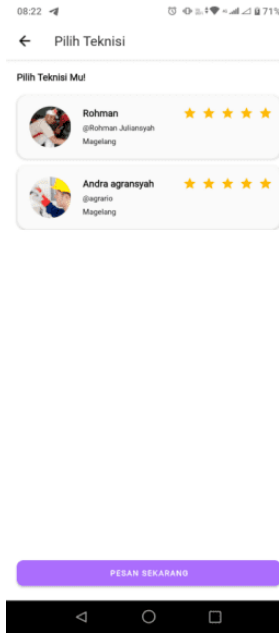 08:22 71%
Pilih Teknisi
Pilih Teknisi Mu!
Rohman
@Rohman Juliansyah
Magelang
Andra agransyah
@agrario
Magelang
PESAN SEKARANG